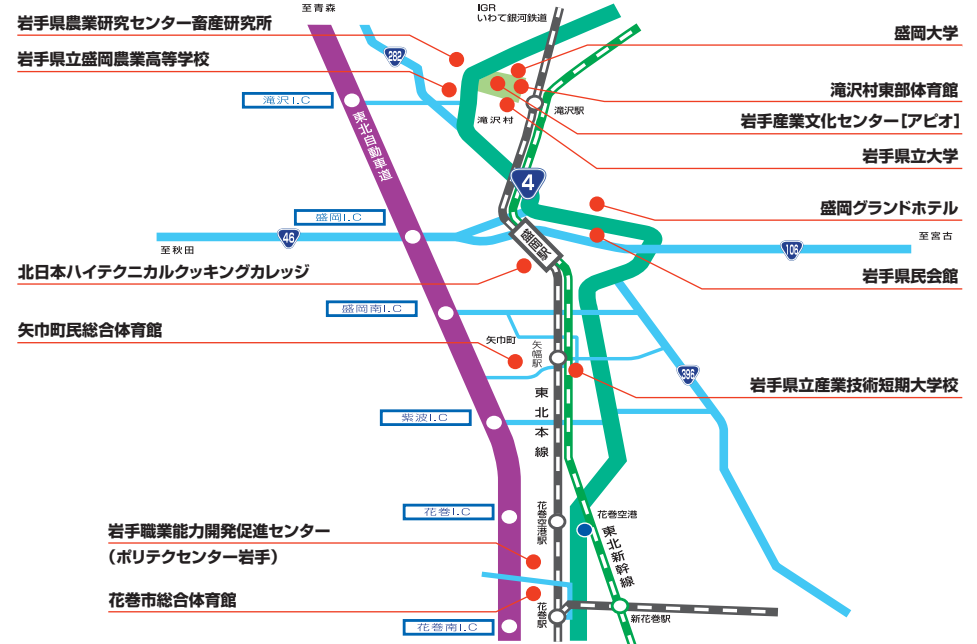 至青森
IGR
いわて銀河鉄道
岩手県農業研究センター畜産研究所
盛岡大学
282
岩手県立盛岡農業高等学校
滝沢村東部体育館
滝沢I.C
滝沢駅
滝沢村
岩手産業文化センター[アピオ]
東北自動車道
岩手県立大学
4
盛岡グランドホテル
盛岡I.C
46
至秋田
盛岡駅
至宮古
106
北日本ハイテクニカルクッキングカレッジ
岩手県民会館
盛岡南I.C
矢巾町民総合体育館
矢巾町
矢幅駅
396
岩手県立産業技術短期大学校
東北本線
紫波I.C
花巻I.C
花巻空港駅
花巻空港
岩手職業能力開発促進センター
（ポリテクセンター岩手）
東北新幹線
花巻市総合体育館
花巻駅
新花巻駅
花巻南I.C